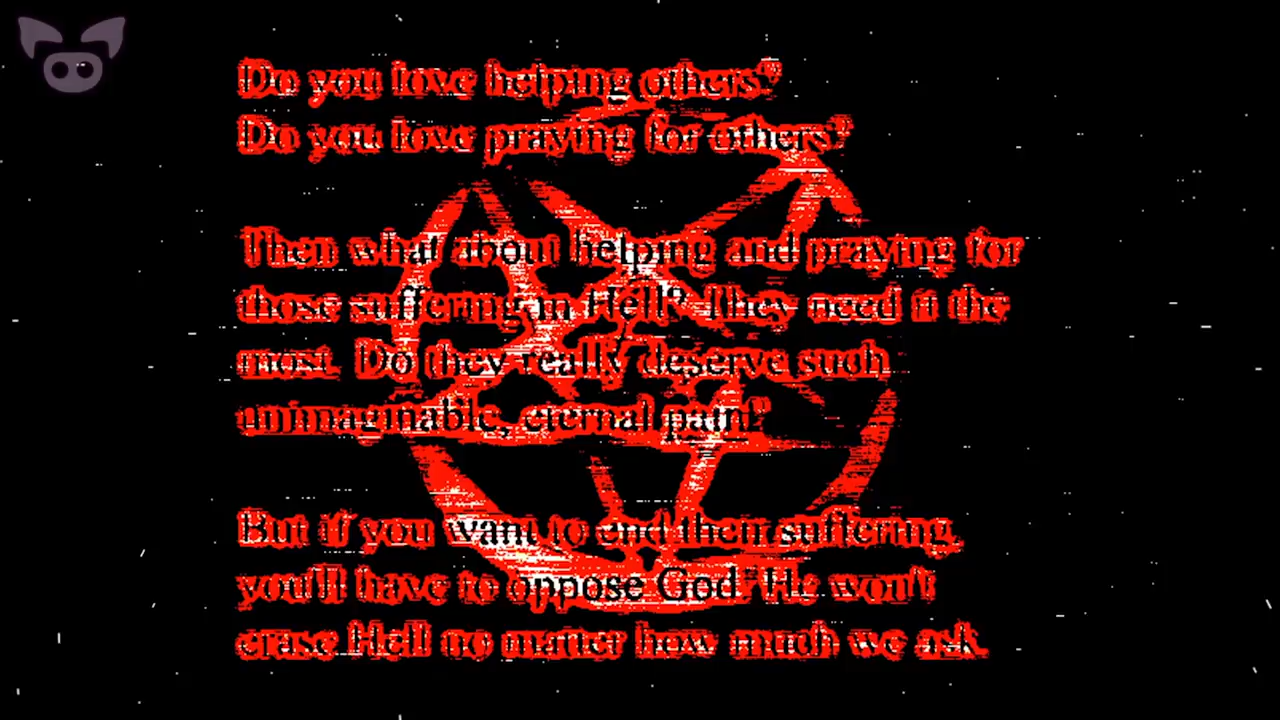 Do you love helping others?
Do you love praying for others?
Then what about helping and praying for
those suffering in Hell? They need it the
most. Do they really deserve such
unimaginable, eternal pain?
But if you want to end their suffering,
you'll have to oppose God. He won't
erase Hell no matter how much we ask.